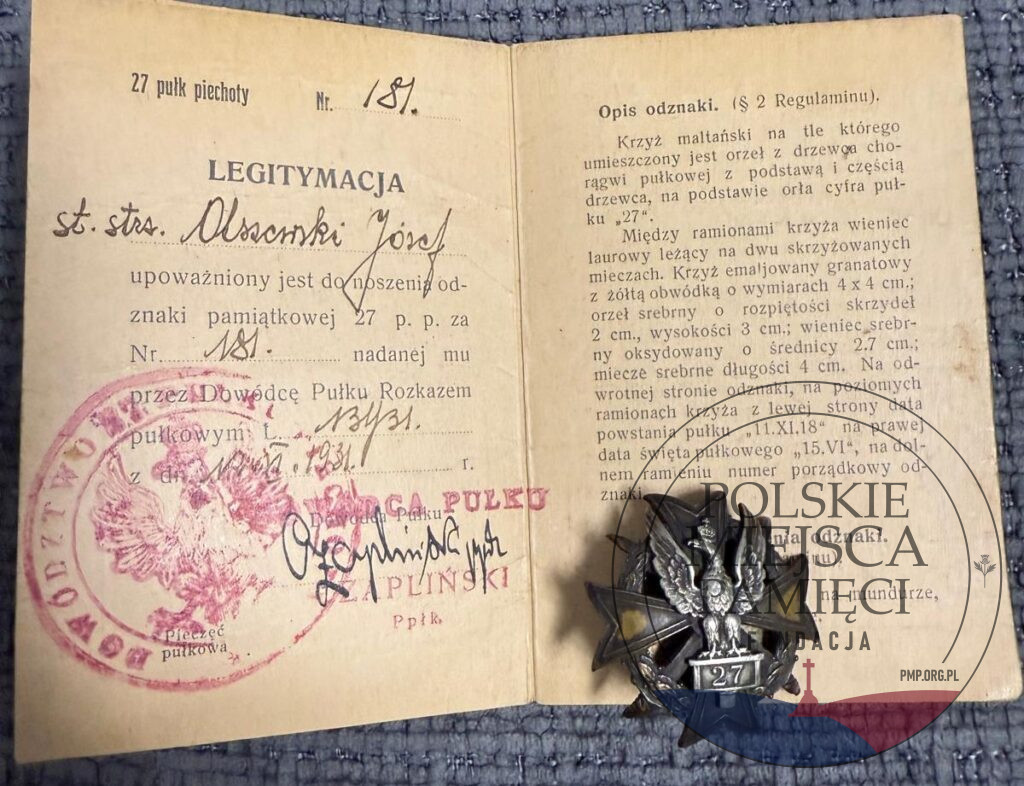 27 pułk piechoty Nr. 181.
LEGITYMACJA
st. strz. Olszewski Józef
upoważniony jest do noszenia od-
znaki pamiątkowej 27 p. p. za
Nr. 181. nadanej mu
przez Dowódcę Pułku Rozkazem
pułkowym L. 131/31.
z dn. 1931. r.
DOWÓDCA PUŁKU
Dowódca Pułku
CZAPLIŃSKI
Ppłk.
Pieczęć
pułkowa
DOWÓDZTWO
Opis odznaki. (§ 2 Regulaminu).
Krzyż maltański na tle którego
umieszczony jest orzeł z drzewca cho-
rągwi pułkowej z podstawą i częścią
drzewca, na podstawie orła cyfra puł-
ku „27“.
Między ramionami krzyża wieniec
laurowy leżący na dwu skrzyżowanych
mieczach. Krzyż emaljowany granatowy
z żółtą obwódką o wymiarach 4 x 4 cm.;
orzeł srebrny o rozpiętości skrzydeł
2 cm., wysokości 3 cm.; wieniec srebr-
ny oksydowany o średnicy 2.7 cm.;
miecze srebrne długości 4 cm. Na od-
wrotnej stronie odznaki, na poziomych
ramionach krzyża z lewej strony data
powstania pułku „11.XI.18“ na prawej
data święta pułkowego „15.VI“, na dol-
nem ramieniu numer porządkowy od-
znaki.
odznaki.
na mundurze,
27
POLSKIE
MIEJSCA
PAMIĘCI
FUNDACJA
PMP.ORG.PL